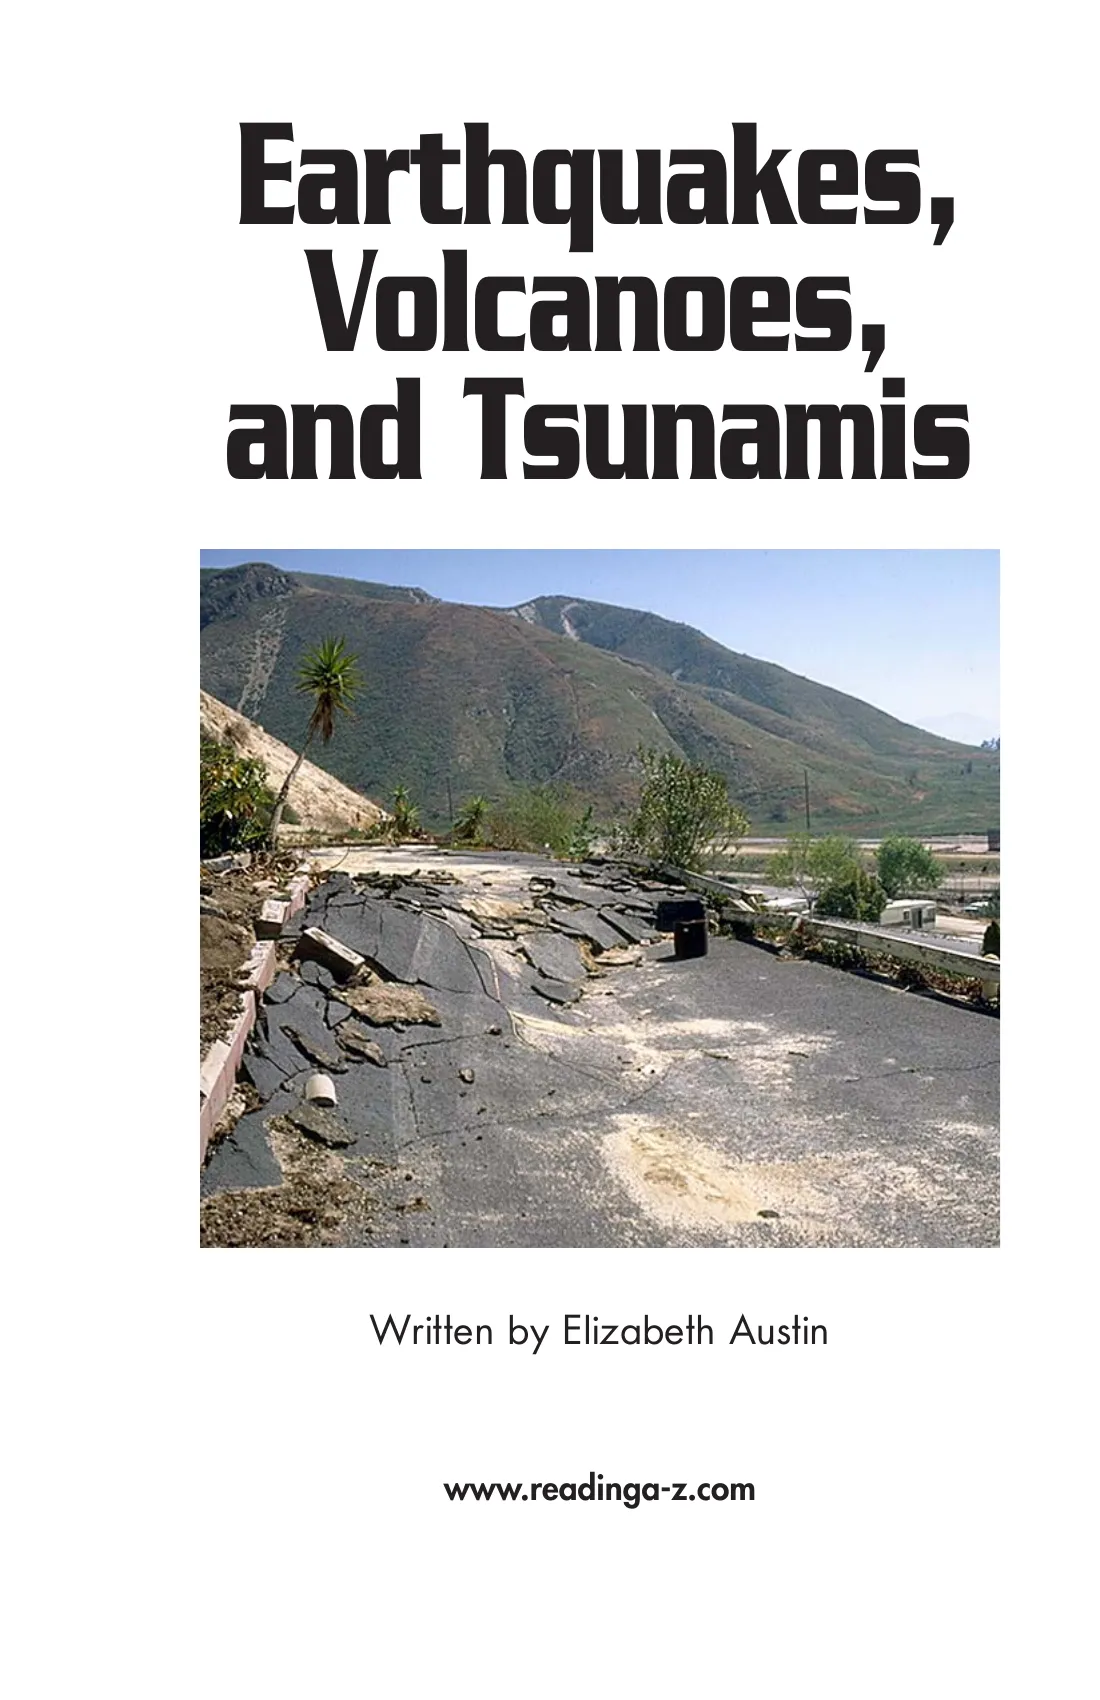 Earthquakes,
Volcanoes,
and Tsunamis
Written by Elizabeth Austin
www.readinga-z.com